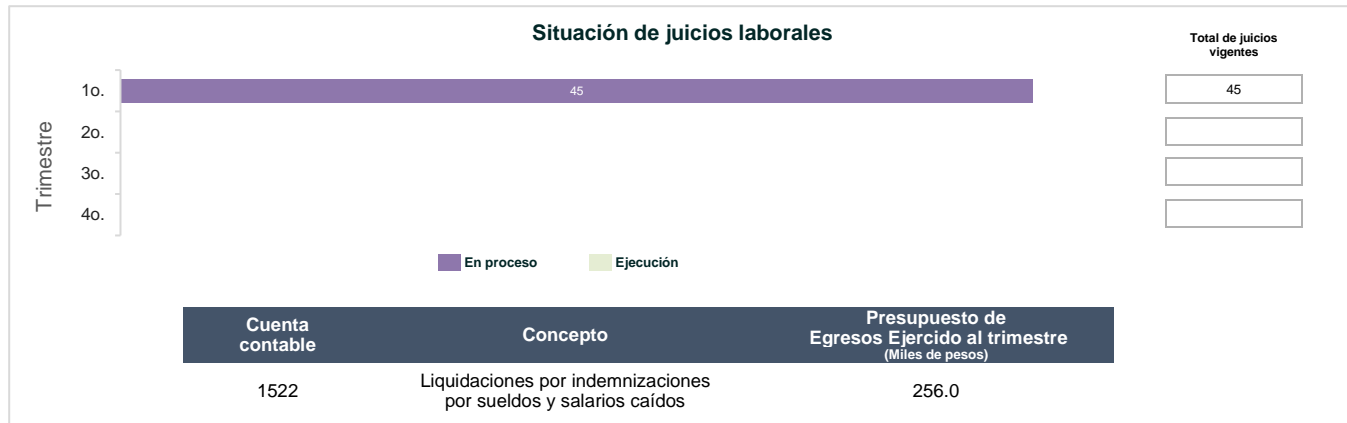 Situación de juicios laborales
Total de juicios
vigentes
Trimestre
1o.
45
45
2o.
3o.
4o.
En proceso
Ejecución
Cuenta
contable
Concepto
Presupuesto de
Egresos Ejercido al trimestre
(Miles de pesos)
1522
Liquidaciones por indemnizaciones
por sueldos y salarios caídos
256.0